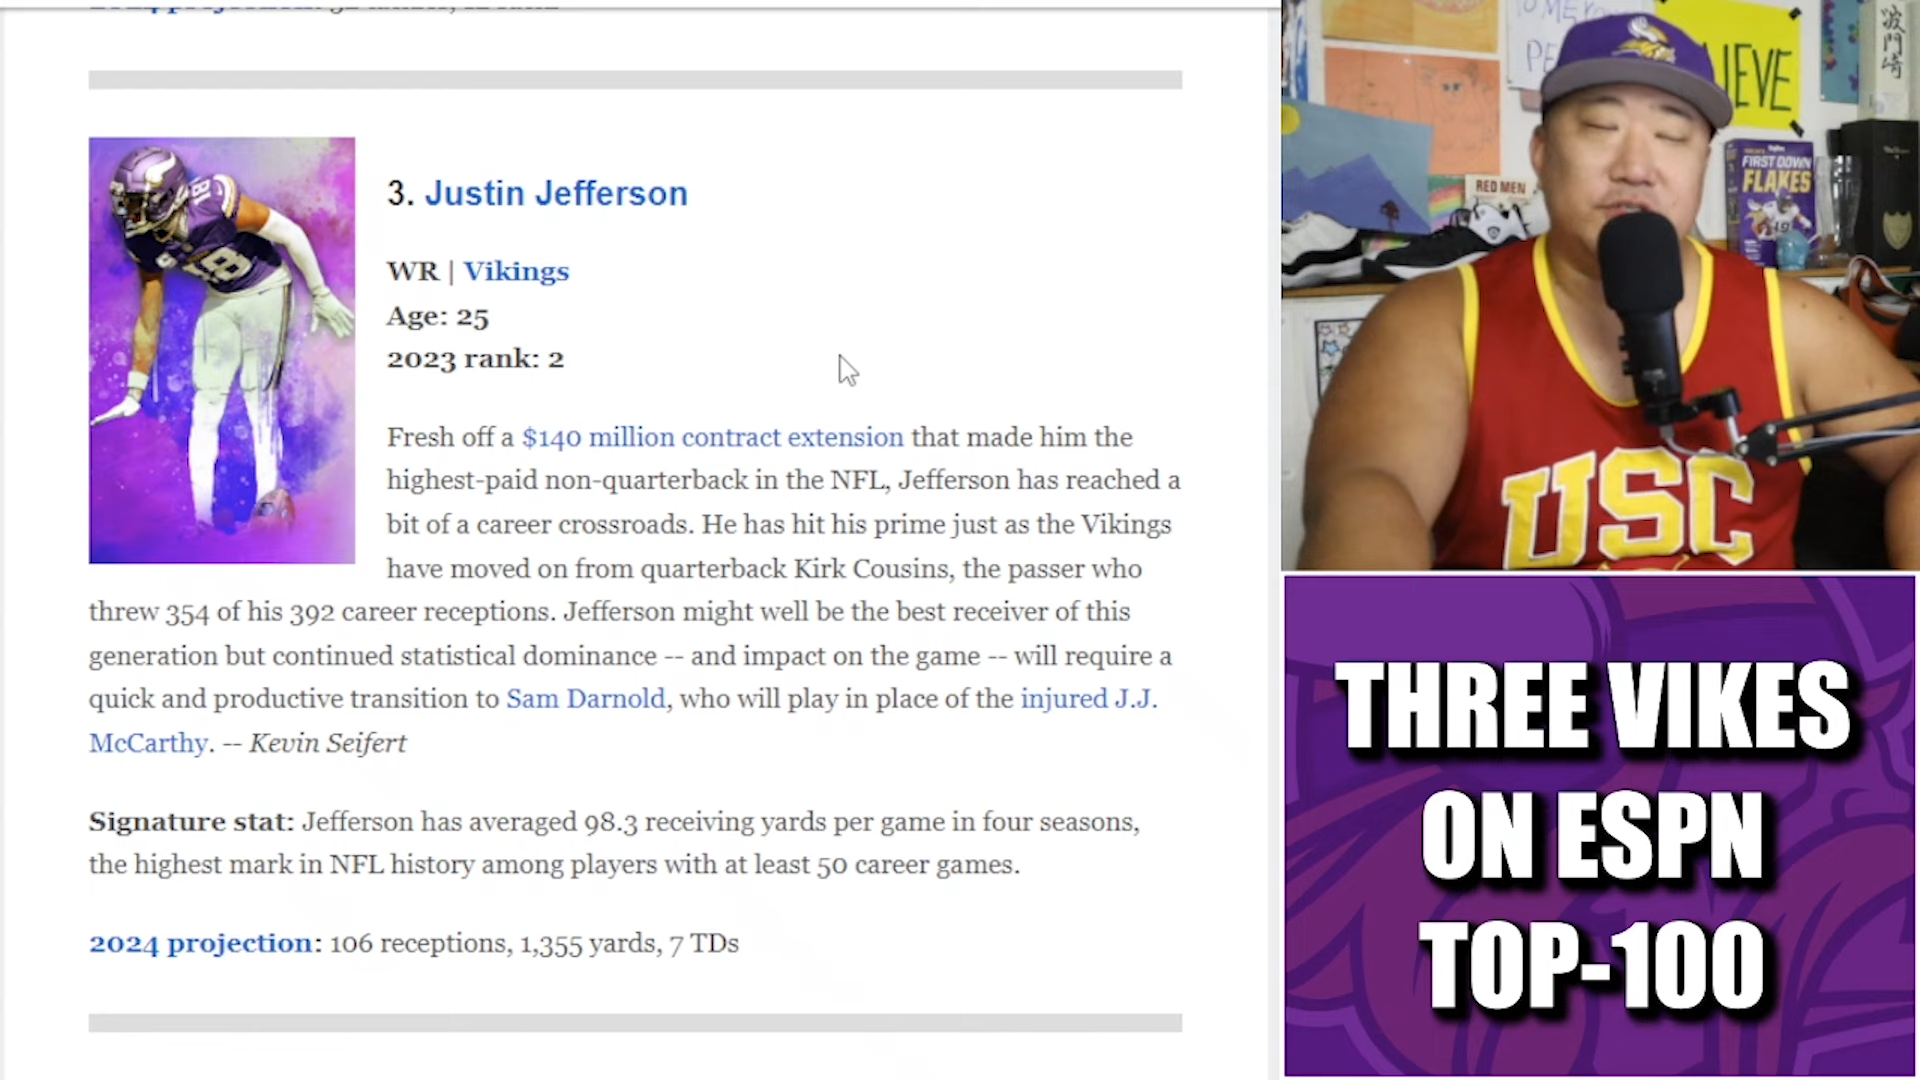 3. Justin Jefferson
WR | Vikings
Age: 25
2023 rank: 2
Fresh off a $140 million contract extension that made him the
highest-paid non-quarterback in the NFL, Jefferson has reached a
bit of a career crossroads. He has hit his prime just as the Vikings
have moved on from quarterback Kirk Cousins, the passer who
threw 354 of his 392 career receptions. Jefferson might well be the best receiver of this
generation but continued statistical dominance -- and impact on the game -- will require a
quick and productive transition to Sam Darnold, who will play in place of the injured J.J.
McCarthy. -- Kevin Seifert
Signature stat: Jefferson has averaged 98.3 receiving yards per game in four seasons,
the highest mark in NFL history among players with at least 50 career games.
2024 projection: 106 receptions, 1,355 yards, 7 TDs
18
RED MEN
FIRST DOWN
FLAKES
USC
THREE VIKES
ON ESPN
TOP-100